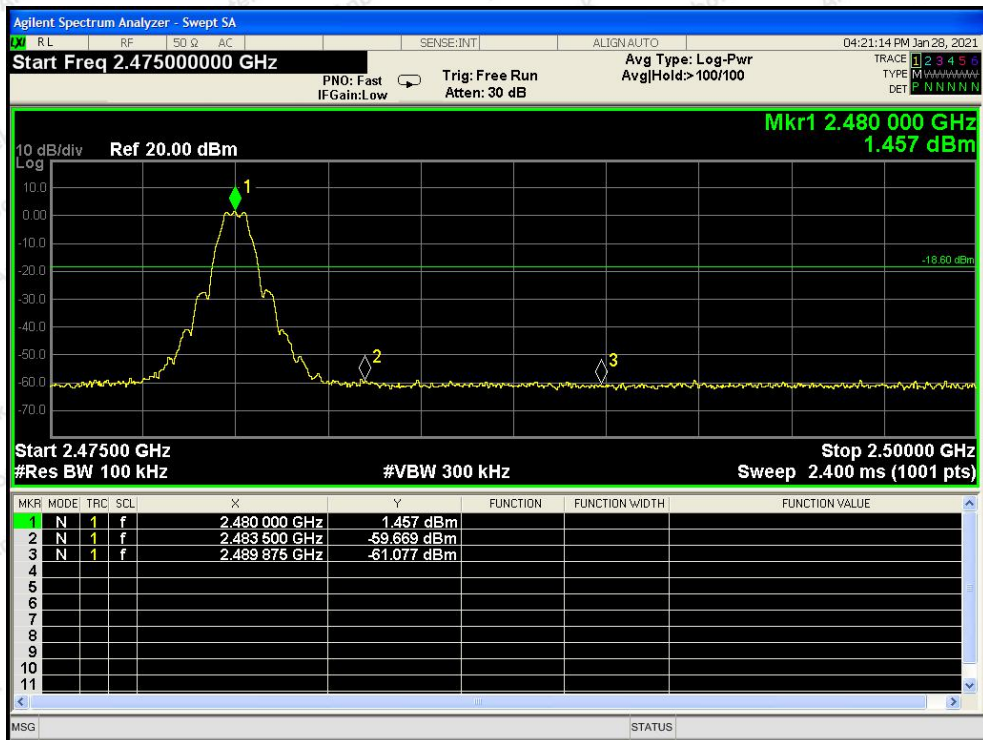 Agilent Spectrum Analyzer - Swept SA
LXI RL RF 50 Ω AC SENSE:INT ALIGN AUTO 04:21:14 PM Jan 28, 2021
Start Freq 2.475000000 GHz
PNO: Fast Trig: Free Run Avg Type: Log-Pwr TRACE 1 2 3 4 5 6
IFGain:Low Atten: 30 dB Avg|Hold:>100/100 TYPE M WWWWW
DET P N N N N N
Mkr1 2.480 000 GHz
10 dB/div Ref 20.00 dBm 1.457 dBm
Log
10.0
1
0.00
-10.0
-18.60 dBm
-20.0
-30.0
-40.0
-50.0
2
3
-60.0
-70.0
Start 2.47500 GHz Stop 2.50000 GHz
#Res BW 100 kHz #VBW 300 kHz Sweep 2.400 ms (1001 pts)
MKR MODE TRC SCL X Y FUNCTION FUNCTION WIDTH FUNCTION VALUE
1 N 1 f 2.480 000 GHz 1.457 dBm
2 N 1 f 2.483 500 GHz -59.669 dBm
3 N 1 f 2.489 875 GHz -61.077 dBm
4
5
6
7
8
9
10
11
MSG STATUS